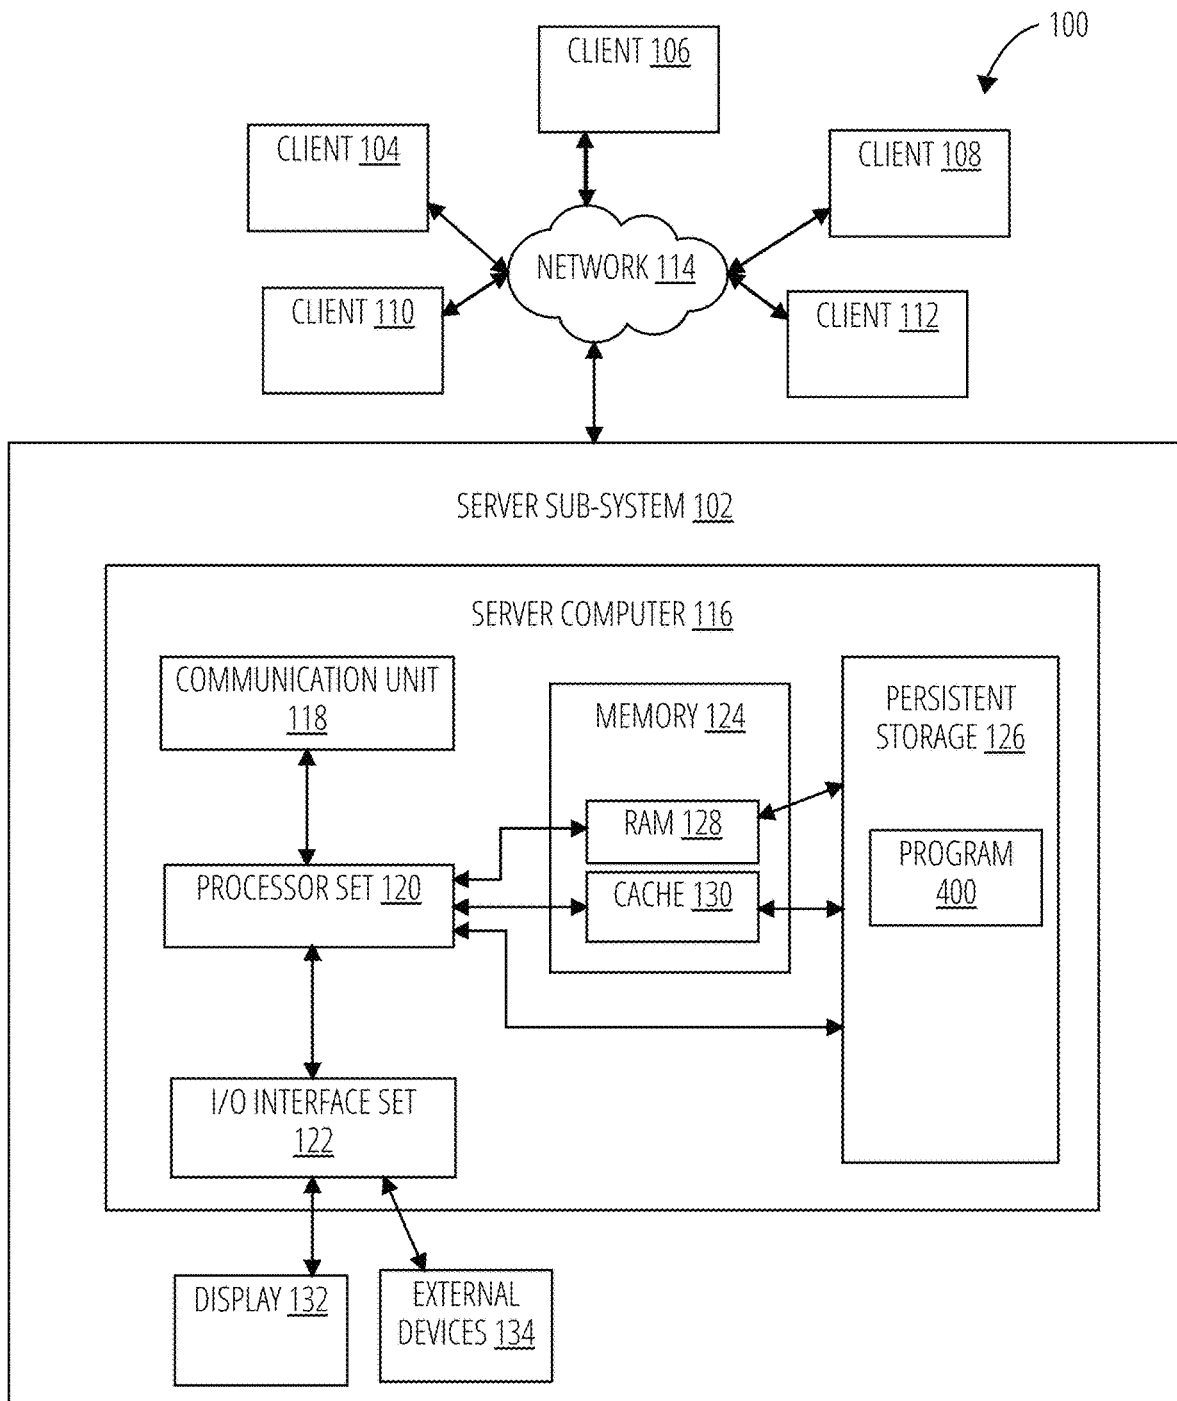 100
CLIENT 106
CLIENT 104
CLIENT 108
NETWORK 114
CLIENT 110
CLIENT 112
SERVER SUB-SYSTEM 102
SERVER COMPUTER 116
COMMUNICATION UNIT
118
MEMORY 124
PERSISTENT
STORAGE 126
RAM 128
PROGRAM
400
PROCESSOR SET 120
CACHE 130
I/O INTERFACE SET
122
DISPLAY 132
EXTERNAL
DEVICES 134